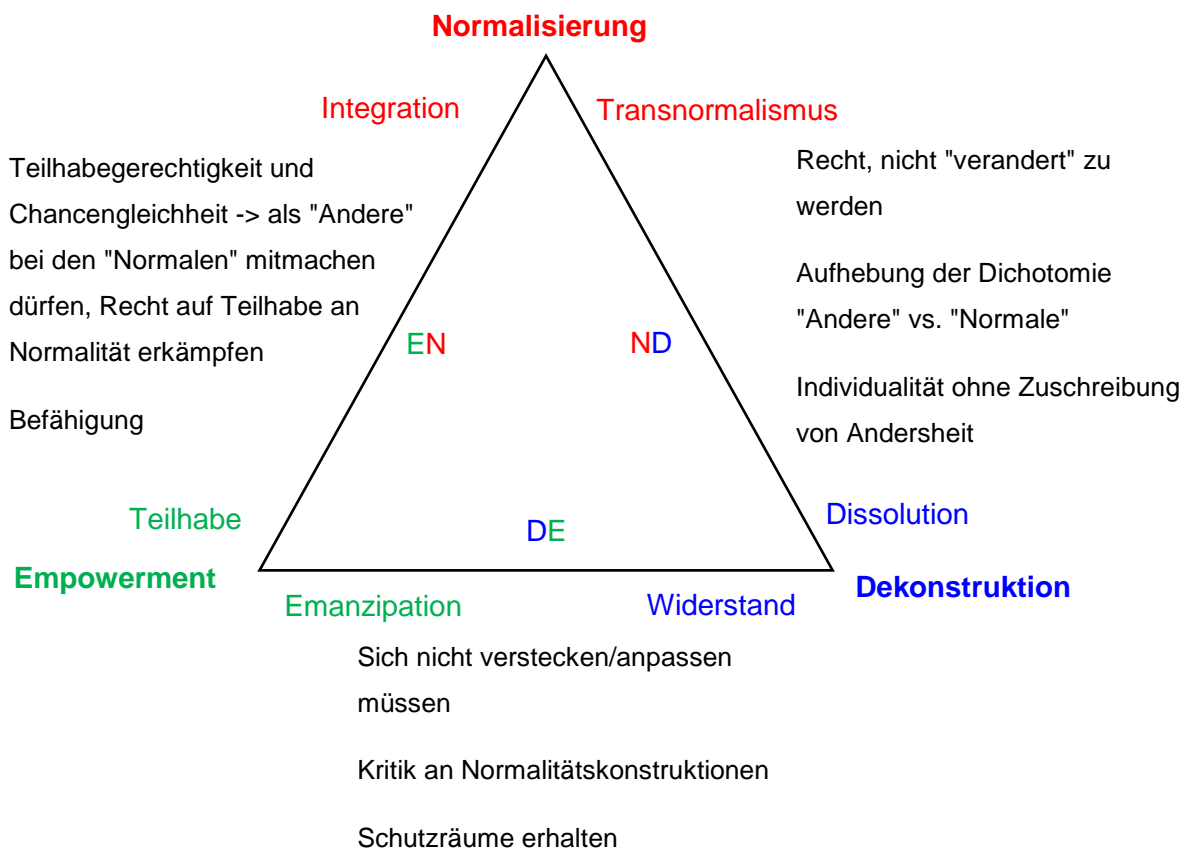 Normalisierung
Integration
Transnormalismus
Teilhabegerechtigkeit und
Chancengleichheit -> als "Andere"
bei den "Normalen" mitmachen
dürfen, Recht auf Teilhabe an
Normalität erkämpfen
Befähigung
Recht, nicht "verandert" zu
werden
Aufhebung der Dichotomie
"Andere" vs. "Normale"
Individualität ohne Zuschreibung
von Andersheit
EN
ND
DE
Teilhabe
Dissolution
Empowerment
Dekonstruktion
Emanzipation
Widerstand
Sich nicht verstecken/anpassen
müssen
Kritik an Normalitätskonstruktionen
Schutzräume erhalten